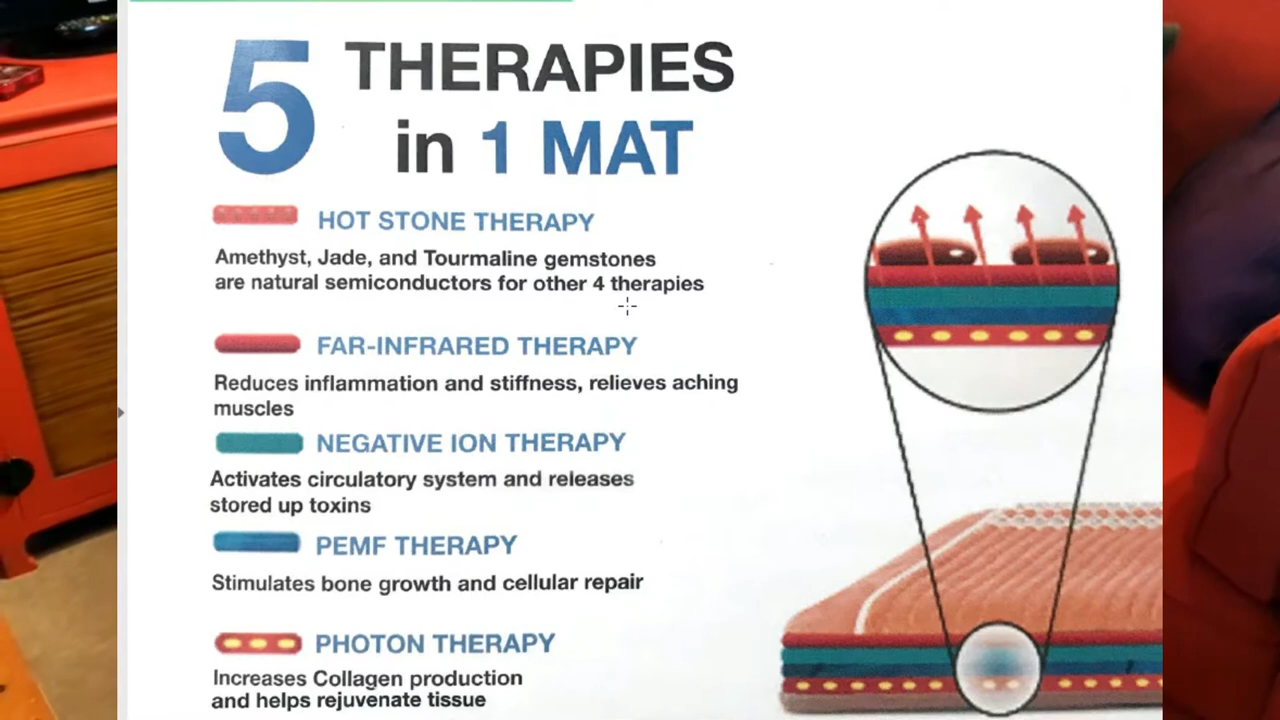 5 THERAPIES
in 1 MAT
HOT STONE THERAPY
Amethyst, Jade, and Tourmaline gemstones
are natural semiconductors for other 4 therapies
FAR-INFRARED THERAPY
Reduces inflammation and stiffness, relieves aching
muscles
NEGATIVE ION THERAPY
Activates circulatory system and releases
stored up toxins
PEMF THERAPY
Stimulates bone growth and cellular repair
PHOTON THERAPY
Increases Collagen production
and helps rejuvenate tissue